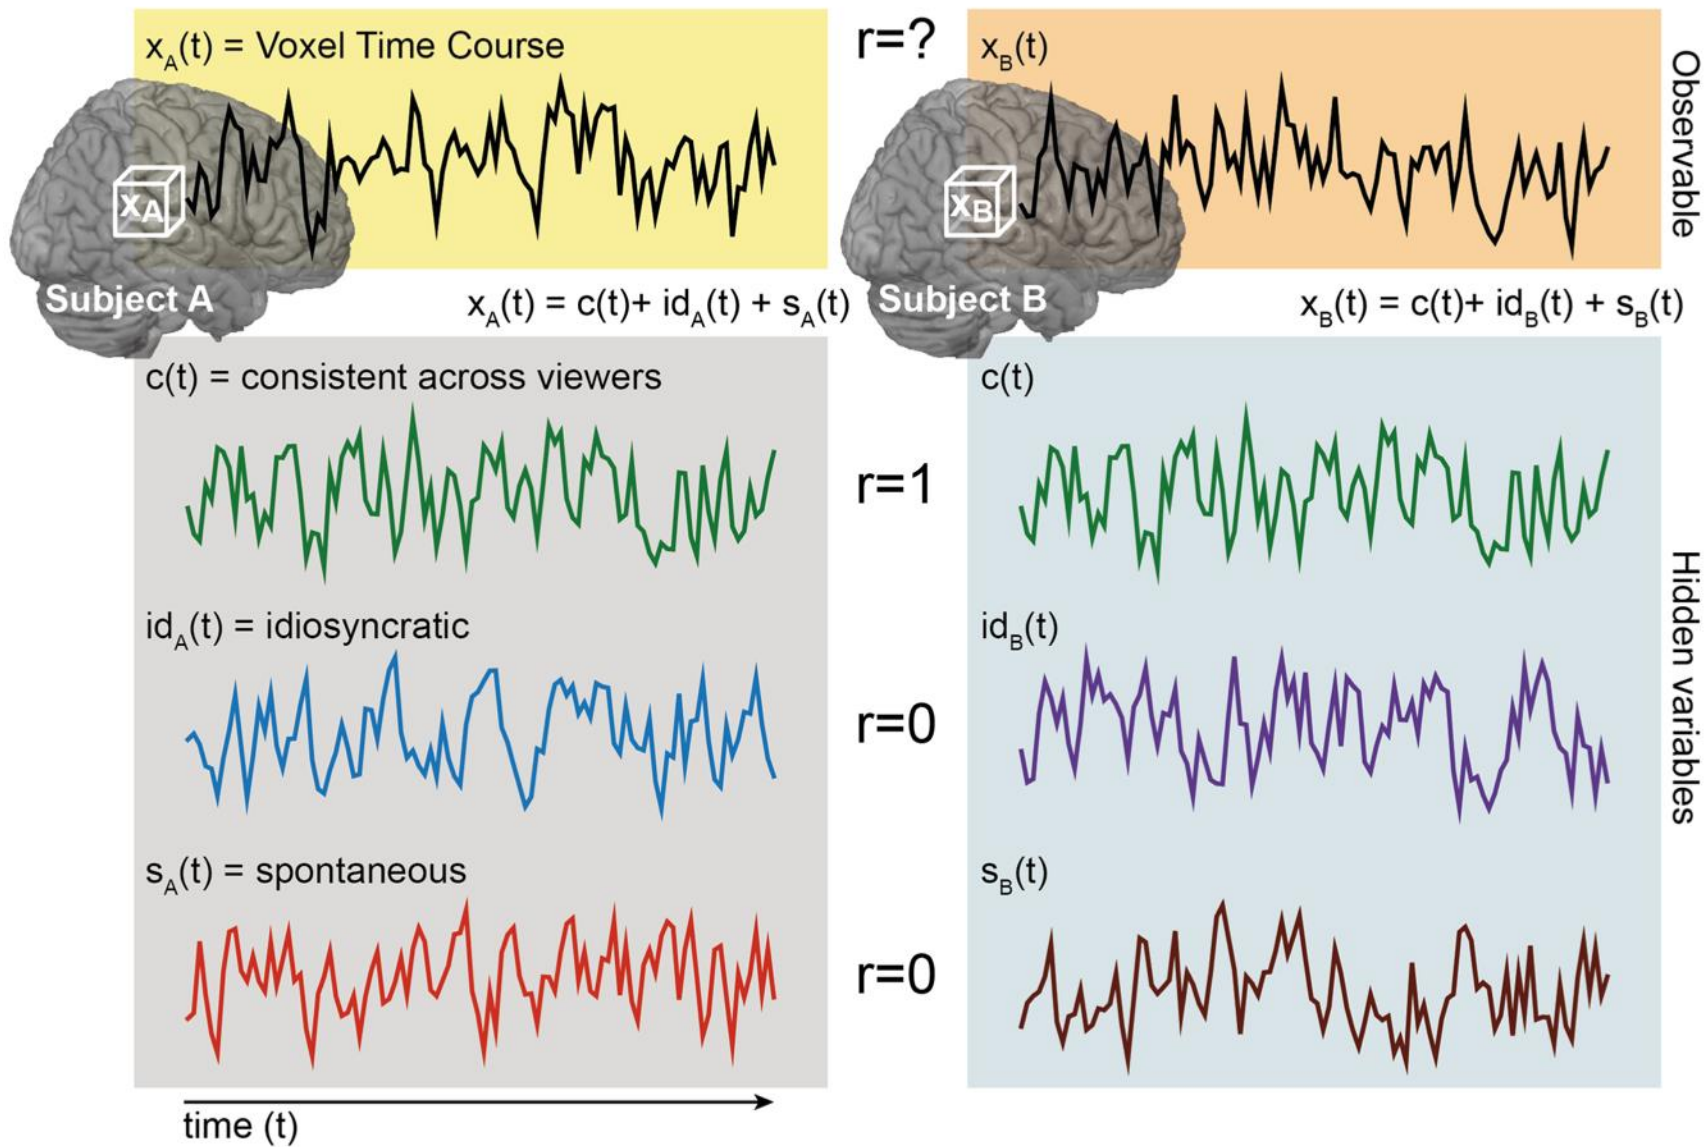 x_A(t) = Voxel Time Course
r=?
x_B(t)
Observable
x_A
x_B
Subject A
x_A(t) = c(t)+ id_A(t) + s_A(t)
Subject B
x_B(t) = c(t)+ id_B(t) + s_B(t)
c(t) = consistent across viewers
c(t)
r=1
Hidden variables
id_A(t) = idiosyncratic
id_B(t)
r=0
s_A(t) = spontaneous
s_B(t)
r=0
time (t)